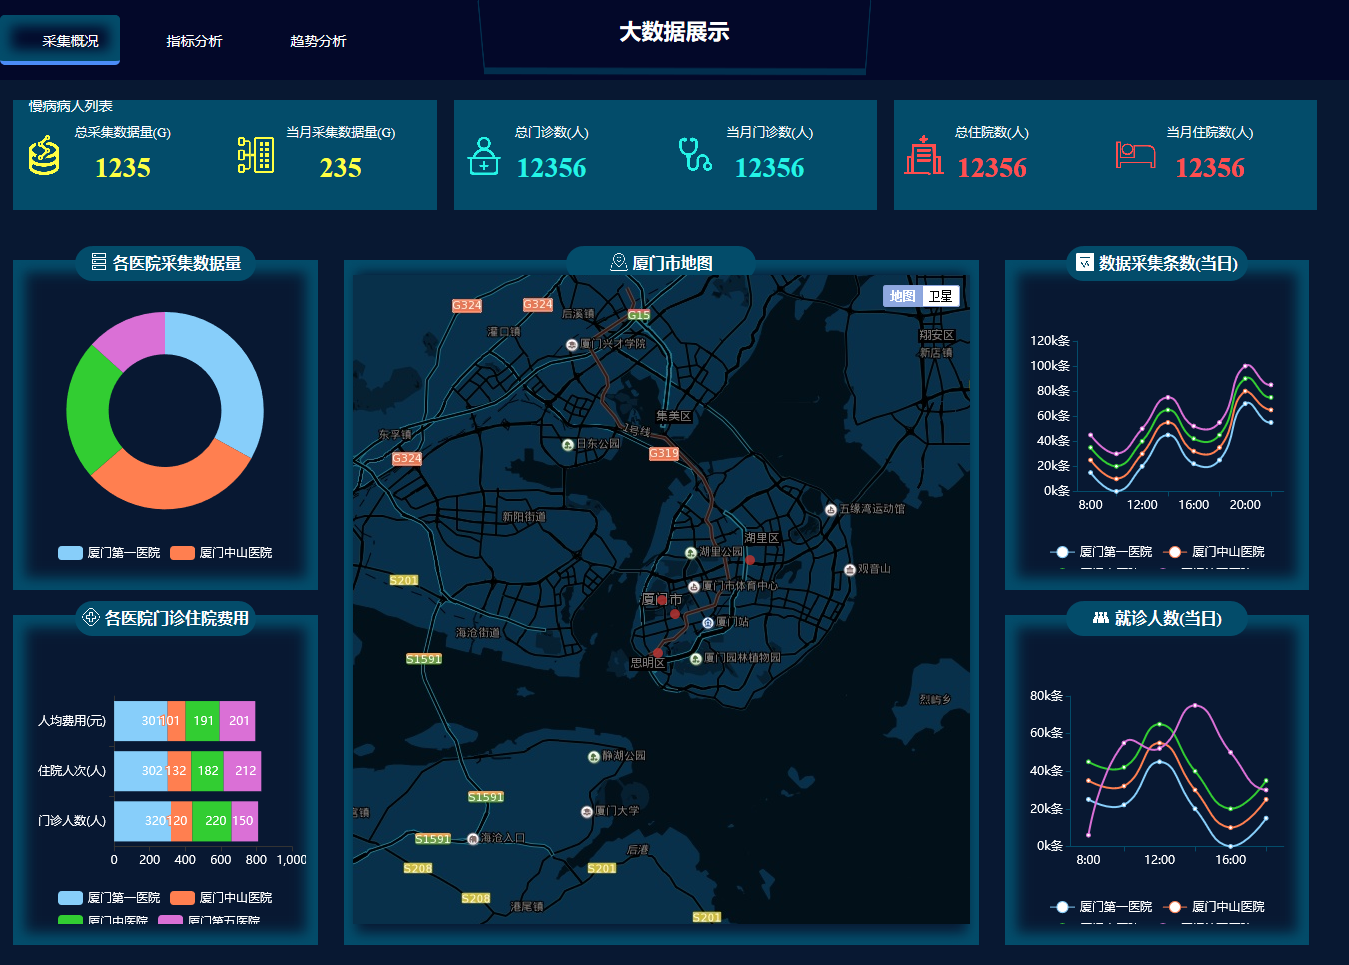 大数据展示
采集概况 指标分析 趋势分析
慢病病人列表
总采集数据量(G)
1235
当月采集数据量(G)
235
总门诊数(人)
12356
当月门诊数(人)
12356
总住院数(人)
12356
当月住院数(人)
12356
各医院采集数据量
厦门第一医院 厦门中山医院
各医院门诊住院费用
人均费用(元) 301 101 191 201
住院人次(人) 302 132 182 212
门诊人数(人) 320 120 220 150
0 200 400 600 800 1,000
厦门第一医院 厦门中山医院
厦门中医院 厦门第五医院
厦门市地图
地图 卫星
G324 G324 后溪镇 G15
灌口镇
厦门兴才学院
翔安区
新店镇
集美区
1号线
东孚镇
日东公园
G324
G319
新阳街道
五缘湾运动馆
湖里区
湖里公园
观音山
S201
厦门市体育中心
厦门市
厦门站
海沧街道
S1591
思明区
厦门园林植物园
烈屿乡
静湖公园
S1591
厦门大学
S1591
海沧入口
后港
S208
S201
S208
港尾镇
S201
数据采集条数(当日)
120k条
100k条
80k条
60k条
40k条
20k条
0k条
8:00 12:00 16:00 20:00
厦门第一医院 厦门中山医院
就诊人数(当日)
80k条
60k条
40k条
20k条
0k条
8:00 12:00 16:00
厦门第一医院 厦门中山医院